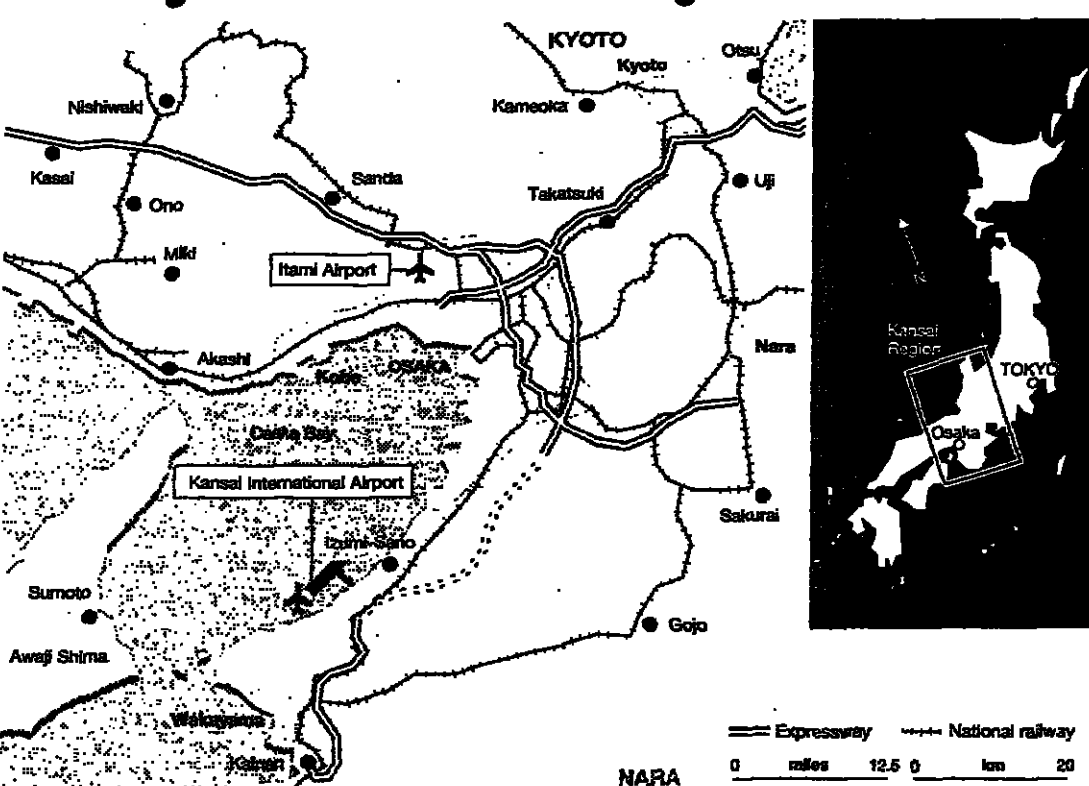 KYOTO
Otsu
Kyoto
Nishiwaki
Kameoka
Kasai
Sanda
Uji
Takatsuki
Ono
Miki
Itami Airport
Kansai
Region
Nara
Akashi
OSAKA
Kobe
TOKYO
Osaka Bay
Osaka
Kansai International Airport
Sakurai
Izumi-Sano
Sumoto
Gojo
Awaji Shima
Wakayama
Expressway
National railway
Kainan
NARA
0 miles 12.5
0 km 20